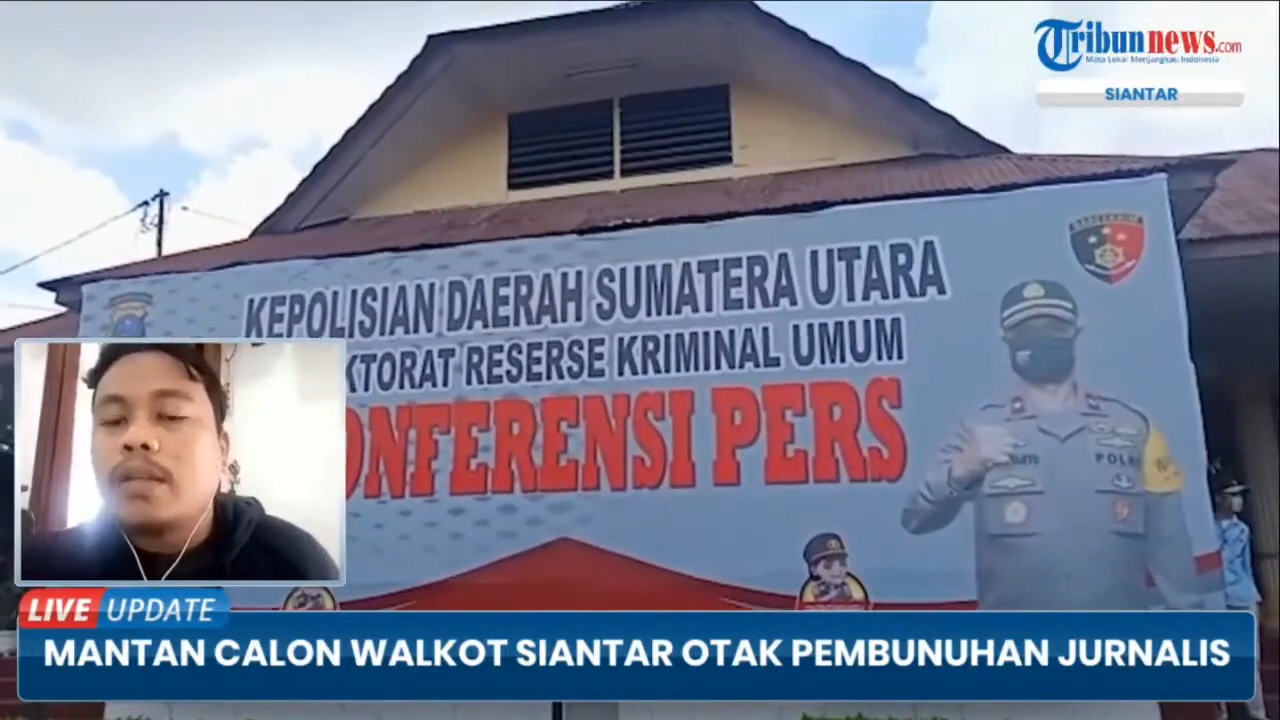 Tribunnews.com
Mata Lokal Menjangkau Indonesia
SIANTAR
KEPOLISIAN DAERAH SUMATERA UTARA
KTORAT RESERSE KRIMINAL UMUM
ONFERENSI PERS
POLRI
LIVE UPDATE
MANTAN CALON WALKOT SIANTAR OTAK PEMBUNUHAN JURNALIS